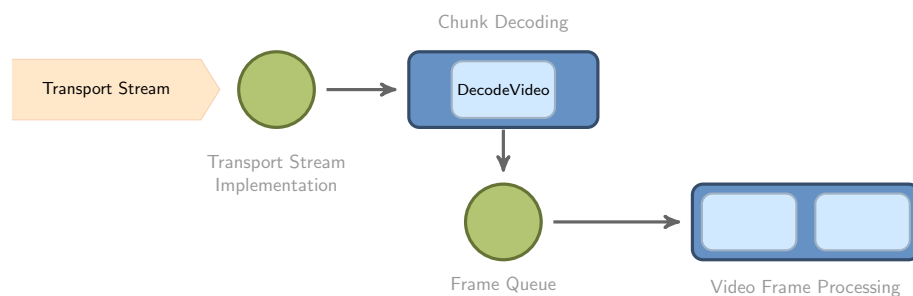 Chunk Decoding
Transport Stream
DecodeVideo
Transport Stream
Implementation
Frame Queue
Video Frame Processing